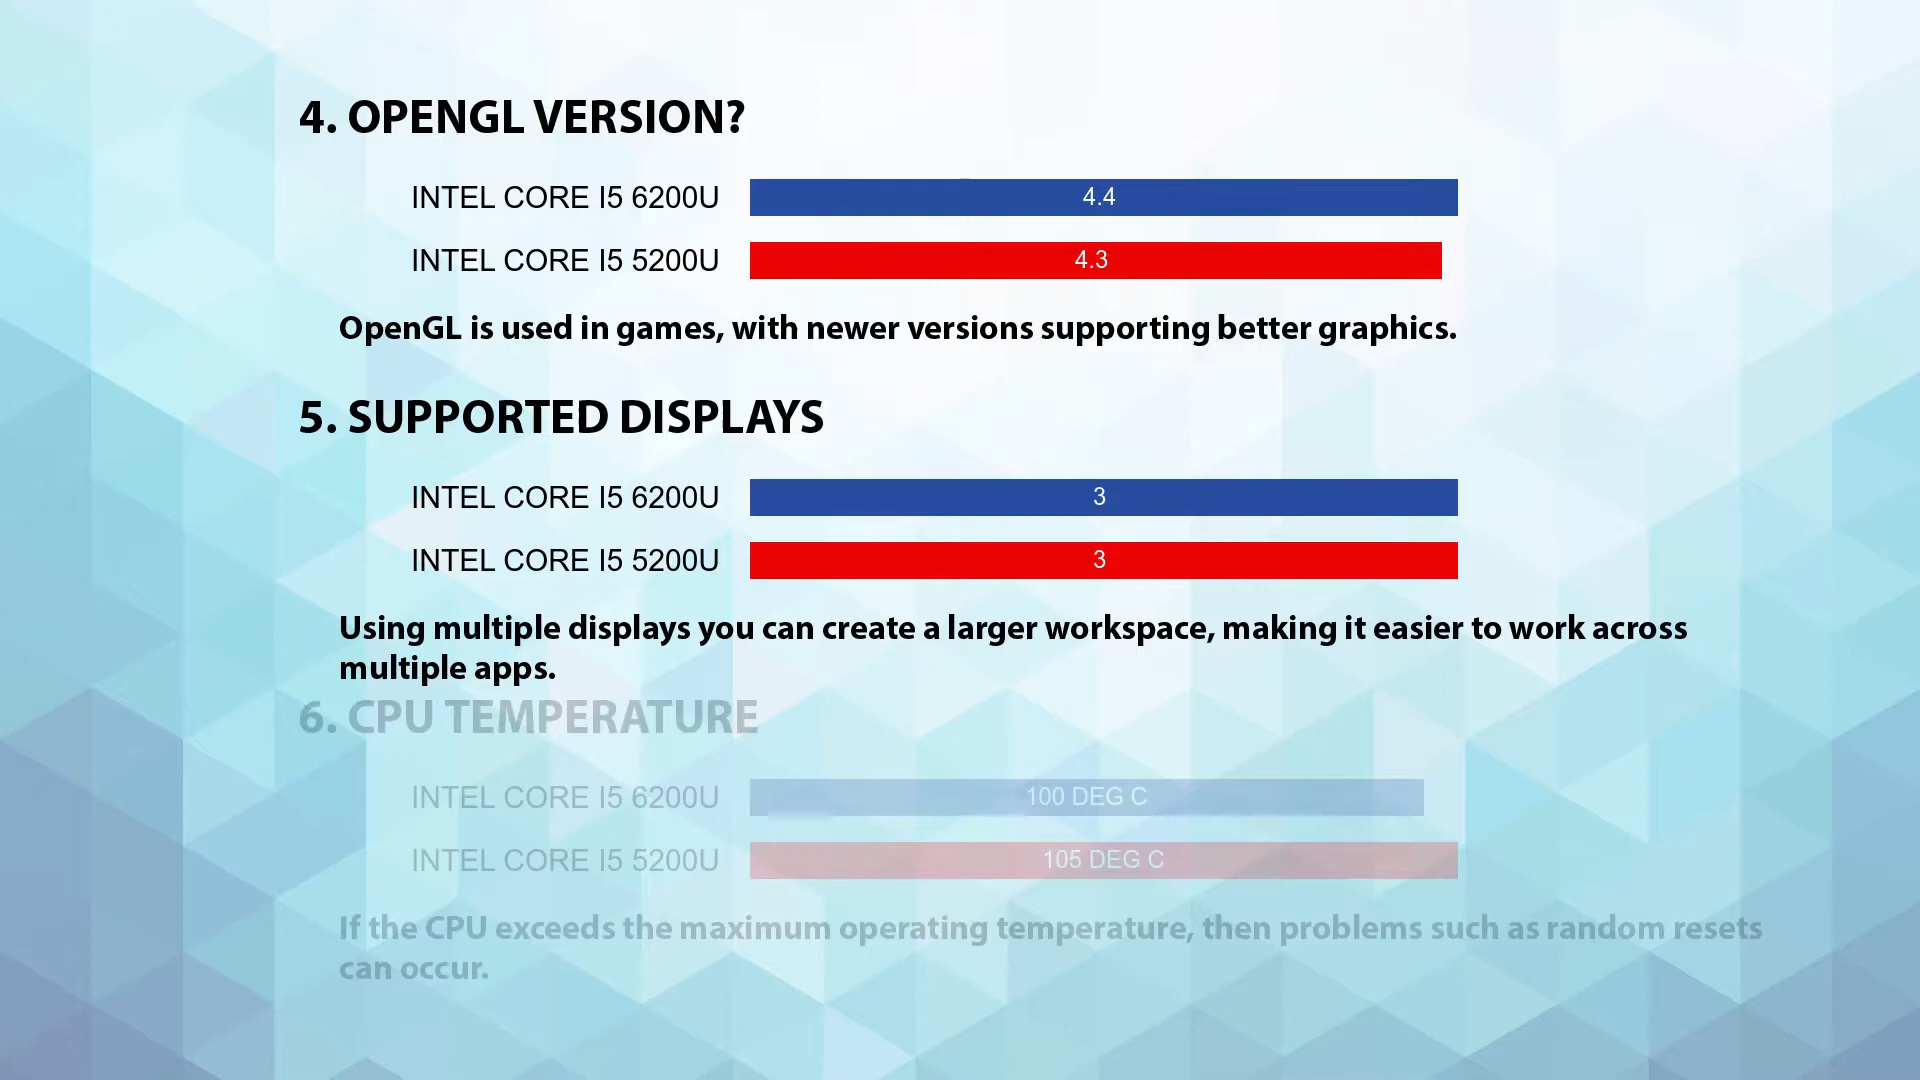 4. OPENGL VERSION?
INTEL CORE I5 6200U 4.4
INTEL CORE I5 5200U 4.3
OpenGL is used in games, with newer versions supporting better graphics.
5. SUPPORTED DISPLAYS
INTEL CORE I5 6200U 3
INTEL CORE I5 5200U 3
Using multiple displays you can create a larger workspace, making it easier to work across
multiple apps.
6. CPU TEMPERATURE
INTEL CORE I5 6200U 100 DEG C
INTEL CORE I5 5200U 105 DEG C
If the CPU exceeds the maximum operating temperature, then problems such as random resets
can occur.